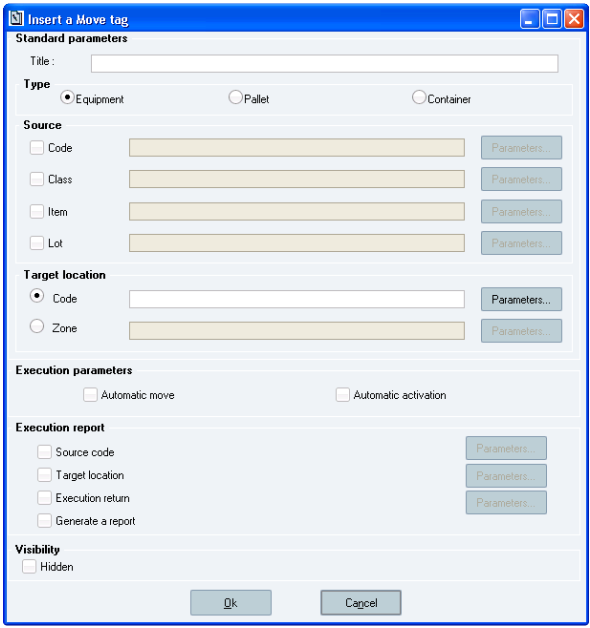 Insert a Move tag
Standard parameters
Title :
Type
Equipment Pallet Container
Source
Code Parameters...
Class Parameters...
Item Parameters...
Lot Parameters...
Target location
Code Parameters...
Zone Parameters...
Execution parameters
Automatic move Automatic activation
Execution report
Source code Parameters...
Target location Parameters...
Execution return Parameters...
Generate a report
Visibility
Hidden
Ok Cancel